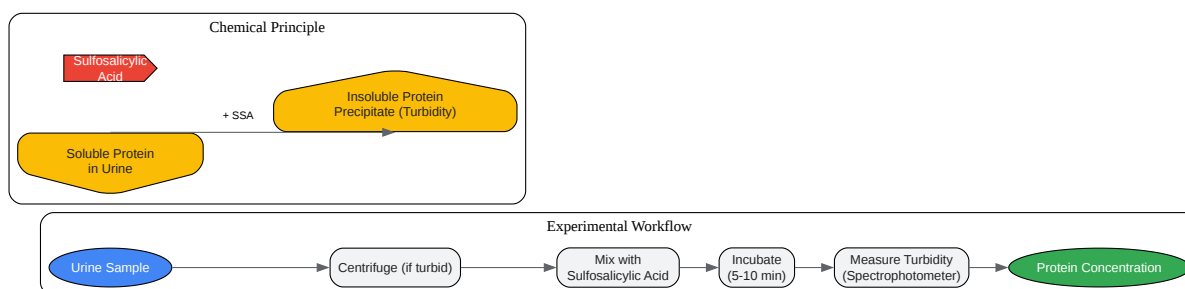 Chemical Principle
Sulfosalicylic
Acid
Insoluble Protein
Precipitate (Turbidity)
+ SSA
Soluble Protein
in Urine
Experimental Workflow
Urine Sample
Centrifuge (if turbid)
Mix with
Sulfosalicylic Acid
Incubate
(5-10 min)
Measure Turbidity
(Spectrophotometer)
Protein Concentration